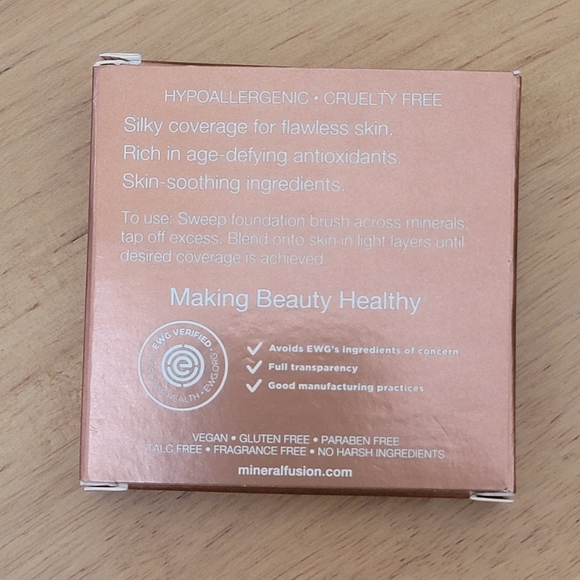 HYPOALLERGENIC • CRUELTY FREE
Silky coverage for flawless skin.
Rich in age-defying antioxidants.
Skin-soothing ingredients.
To use: Sweep foundation brush across minerals,
tap off excess. Blend onto skin in light layers until
desired coverage is achieved.
Making Beauty Healthy
EWG VERIFIED
HEALTH • EWG.ORG
Avoids EWG's ingredients of concern
Full transparency
Good manufacturing practices
VEGAN • GLUTEN FREE • PARABEN FREE
TALC FREE • FRAGRANCE FREE • NO HARSH INGREDIENTS
mineralfusion.com